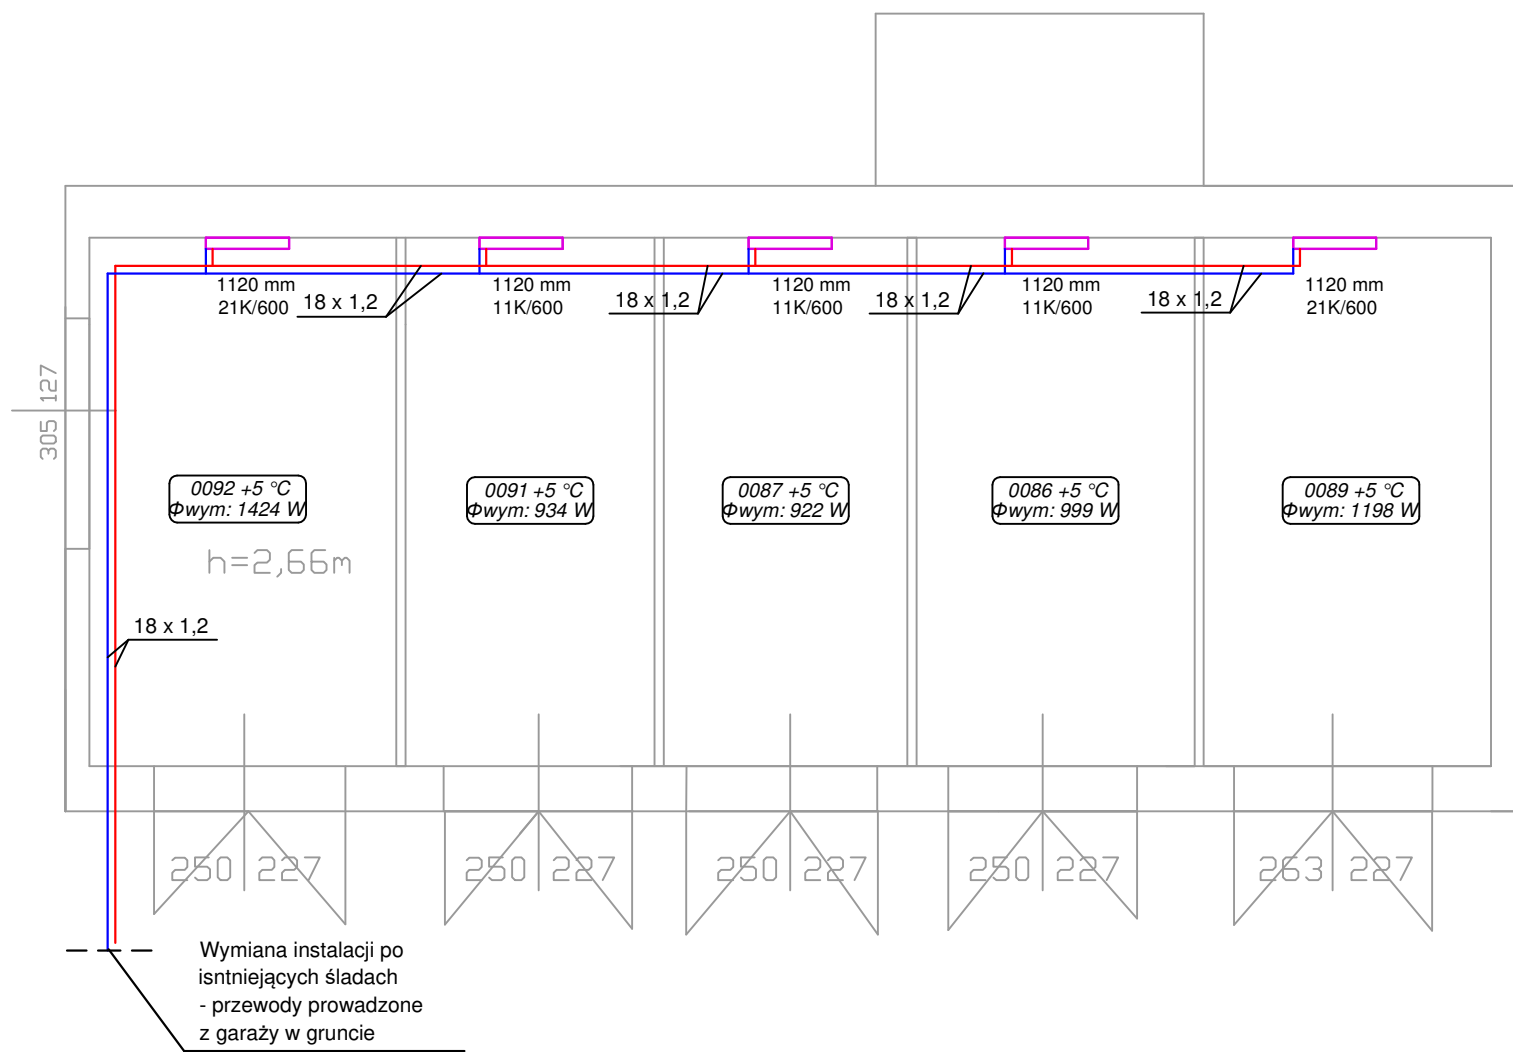 1120 mm
21K/600
18 x 1,2
1120 mm
11K/600
18 x 1,2
1120 mm
11K/600
18 x 1,2
1120 mm
11K/600
18 x 1,2
1120 mm
21K/600
305 127
0092 +5 °C
Φwym: 1424 W
0091 +5 °C
Φwym: 934 W
0087 +5 °C
Φwym: 922 W
0086 +5 °C
Φwym: 999 W
0089 +5 °C
Φwym: 1198 W
h=2,66m
18 x 1,2
250 227
250 227
250 227
250 227
263 227
Wymiana instalacji po
isntniejących śladach
- przewody prowadzone
z garaży w gruncie